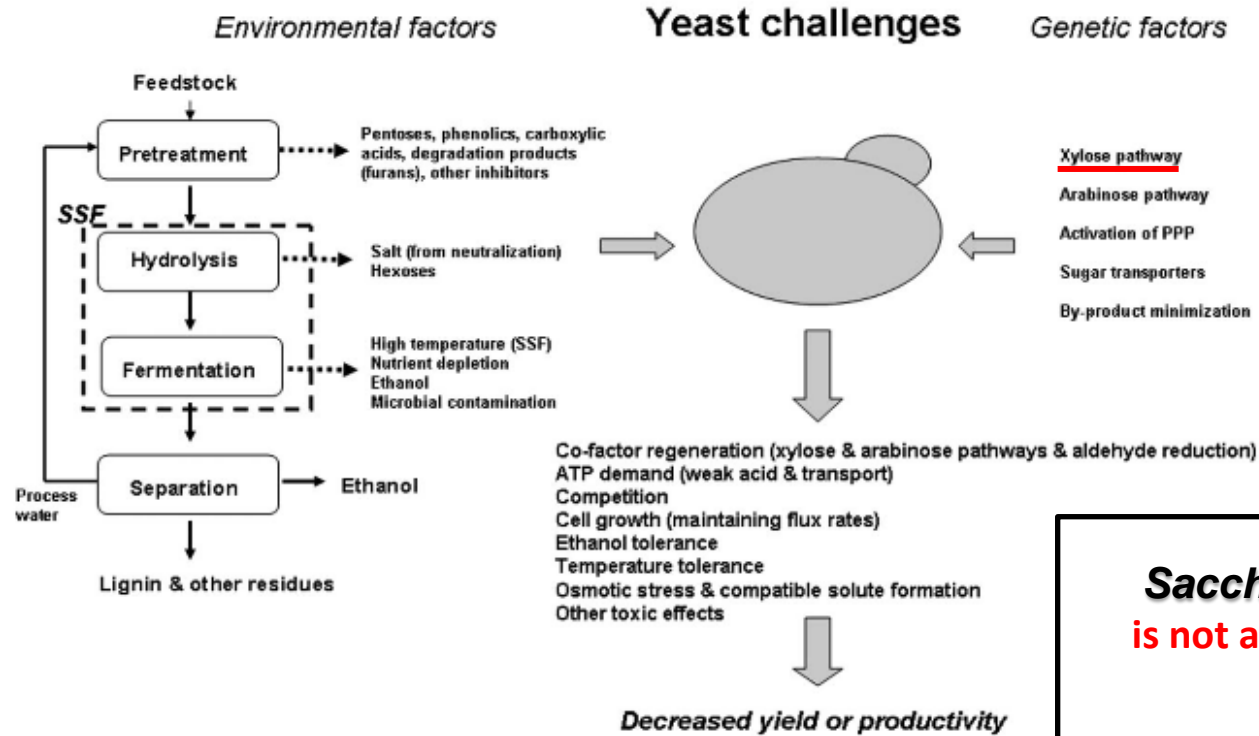 Environmental factors
Yeast challenges
Genetic factors
Feedstock
Pretreatment
Pentoses, phenolics, carboxylic
acids, degradation products
(furans), other inhibitors
SSF
Hydrolysis
Salt (from neutralization)
Hexoses
Fermentation
High temperature (SSF)
Nutrient depletion
Ethanol
Microbial contamination
Separation
Ethanol
Process
water
Lignin & other residues
Xylose pathway
Arabinose pathway
Activation of PPP
Sugar transporters
By-product minimization
Co-factor regeneration (xylose & arabinose pathways & aldehyde reduction)
ATP demand (weak acid & transport)
Competition
Cell growth (maintaining flux rates)
Ethanol tolerance
Temperature tolerance
Osmotic stress & compatible solute formation
Other toxic effects
Decreased yield or productivity
is not a